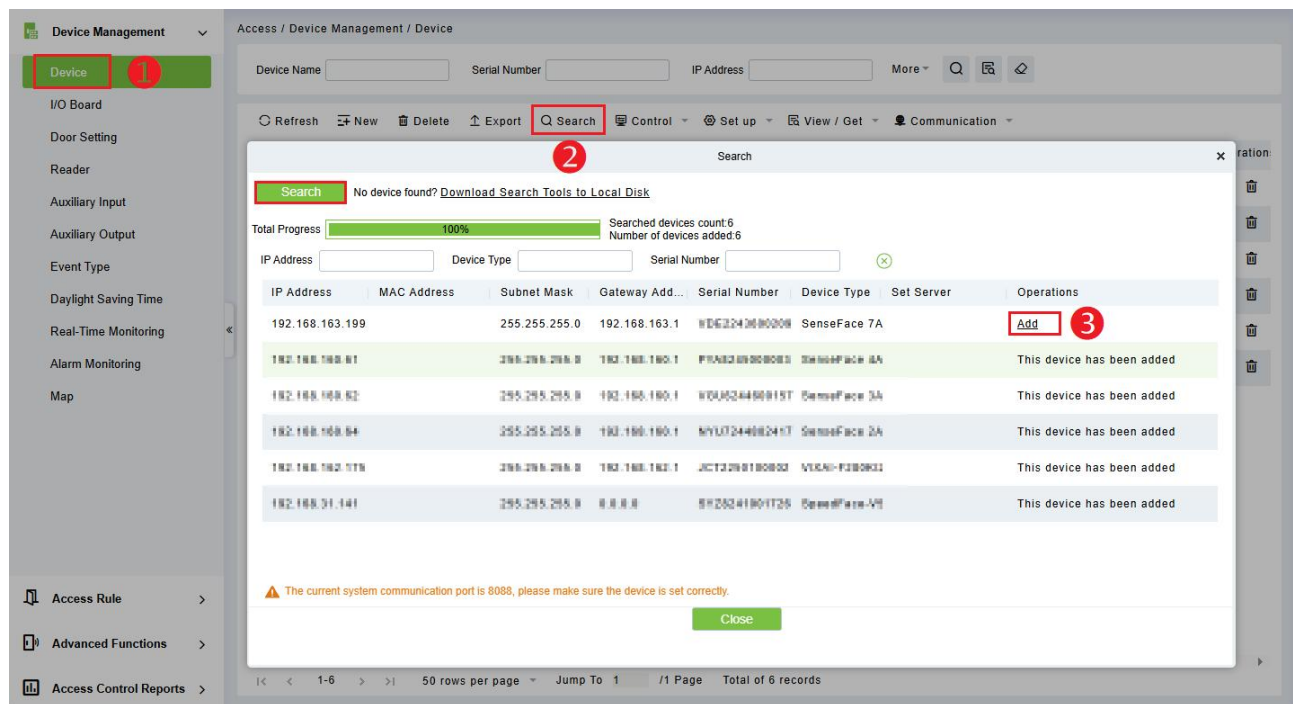 Device Management
Access / Device Management / Device
Device
1
Device Name
Serial Number
IP Address
More
I/O Board
Refresh New Delete Export Search Control Set up View / Get Communication
Door Setting
2
Search
ration
Reader
Search No device found? Download Search Tools to Local Disk
Auxiliary Input
Total Progress 100% Searched devices count:6
Number of devices added:6
Auxiliary Output
IP Address Device Type Serial Number
Event Type
IP Address MAC Address Subnet Mask Gateway Add... Serial Number Device Type Set Server Operations
Daylight Saving Time
192.168.163.199 255.255.255.0 192.168.163.1 SenseFace 7A Add 3
Real-Time Monitoring
This device has been added
Alarm Monitoring
This device has been added
Map
This device has been added
This device has been added
This device has been added
The current system communication port is 8088, please make sure the device is set correctly.
Access Rule
Close
Advanced Functions
Access Control Reports
1-6 50 rows per page Jump To 1 /1 Page Total of 6 records